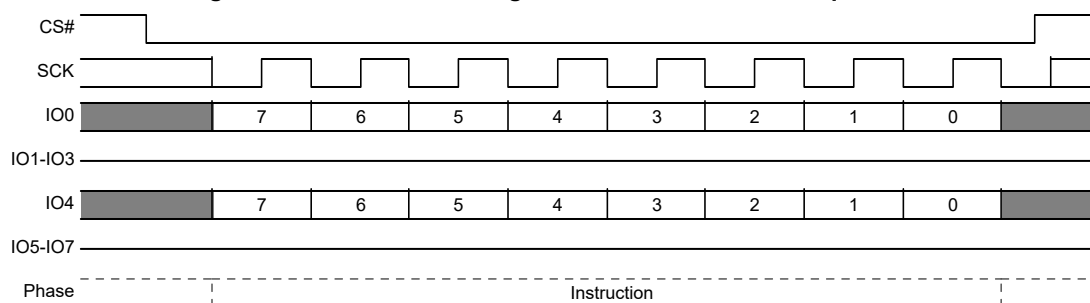 CS#
SCK
IO0 7 6 5 4 3 2 1 0
IO1-IO3
IO4 7 6 5 4 3 2 1 0
IO5-IO7
Phase Instruction